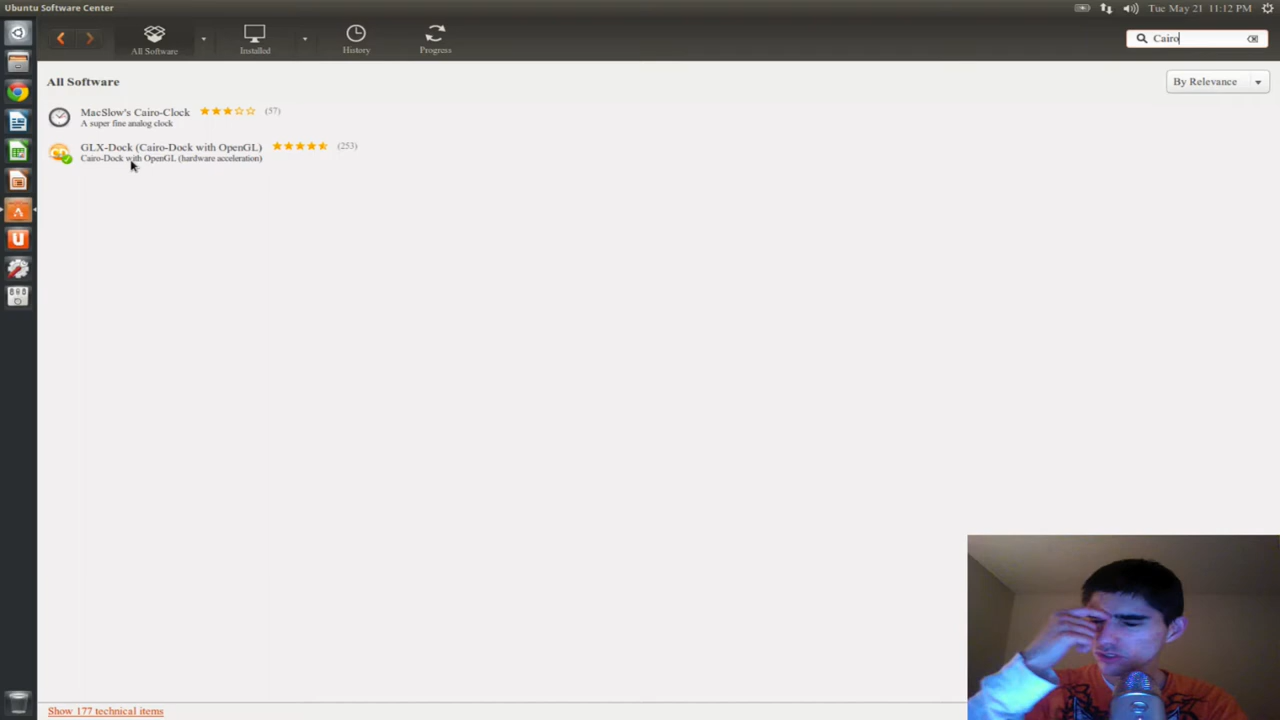 Ubuntu Software Center
Tue May 21 11:12 PM
All Software
Installed
History
Progress
Cairo
All Software
By Relevance
MacSlow's Cairo-Clock
(57)
A super fine analog clock
GLX-Dock (Cairo-Dock with OpenGL)
(253)
Cairo-Dock with OpenGL (hardware acceleration)
Show 177 technical items